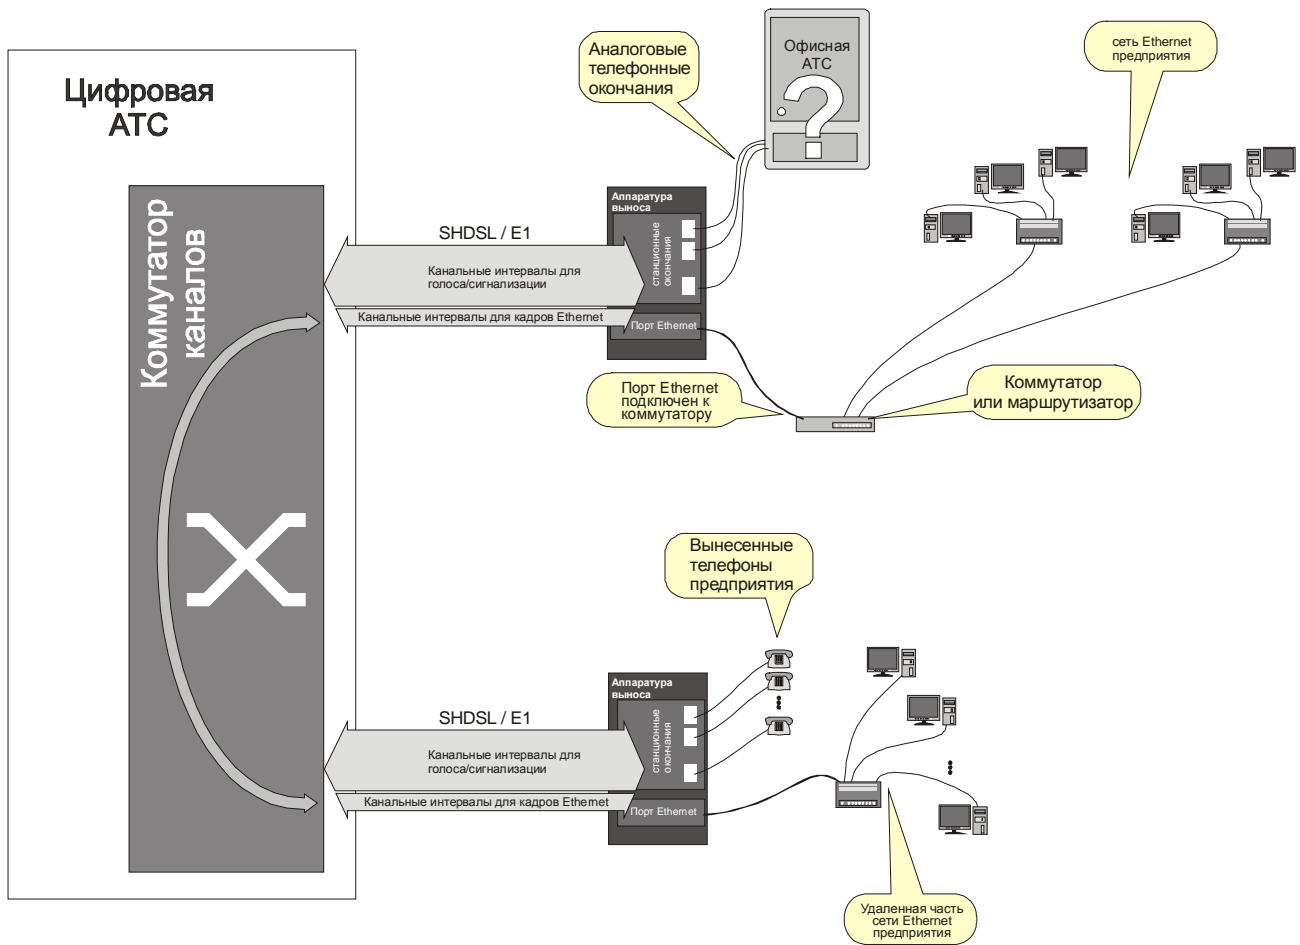 Цифровая
АТС
Коммутатор
каналов
Аналоговые
телефонные
окончания
Офисная
АТС
?
сеть Ethernet
предприятия
SHDSL / E1
Канальные интервалы для
голоса/сигнализации
Канальные интервалы для кадров Ethernet
Аппаратура
выноса
станционные
окончания
Порт Ethernet
Порт Ethernet
подключен к
коммутатору
Коммутатор
или маршрутизатор
Вынесенные
телефоны
предприятия
SHDSL / E1
Канальные интервалы для
голоса/сигнализации
Канальные интервалы для кадров Ethernet
Аппаратура
выноса
станционные
окончания
Порт Ethernet
Удаленная часть
сети Ethernet
предприятия